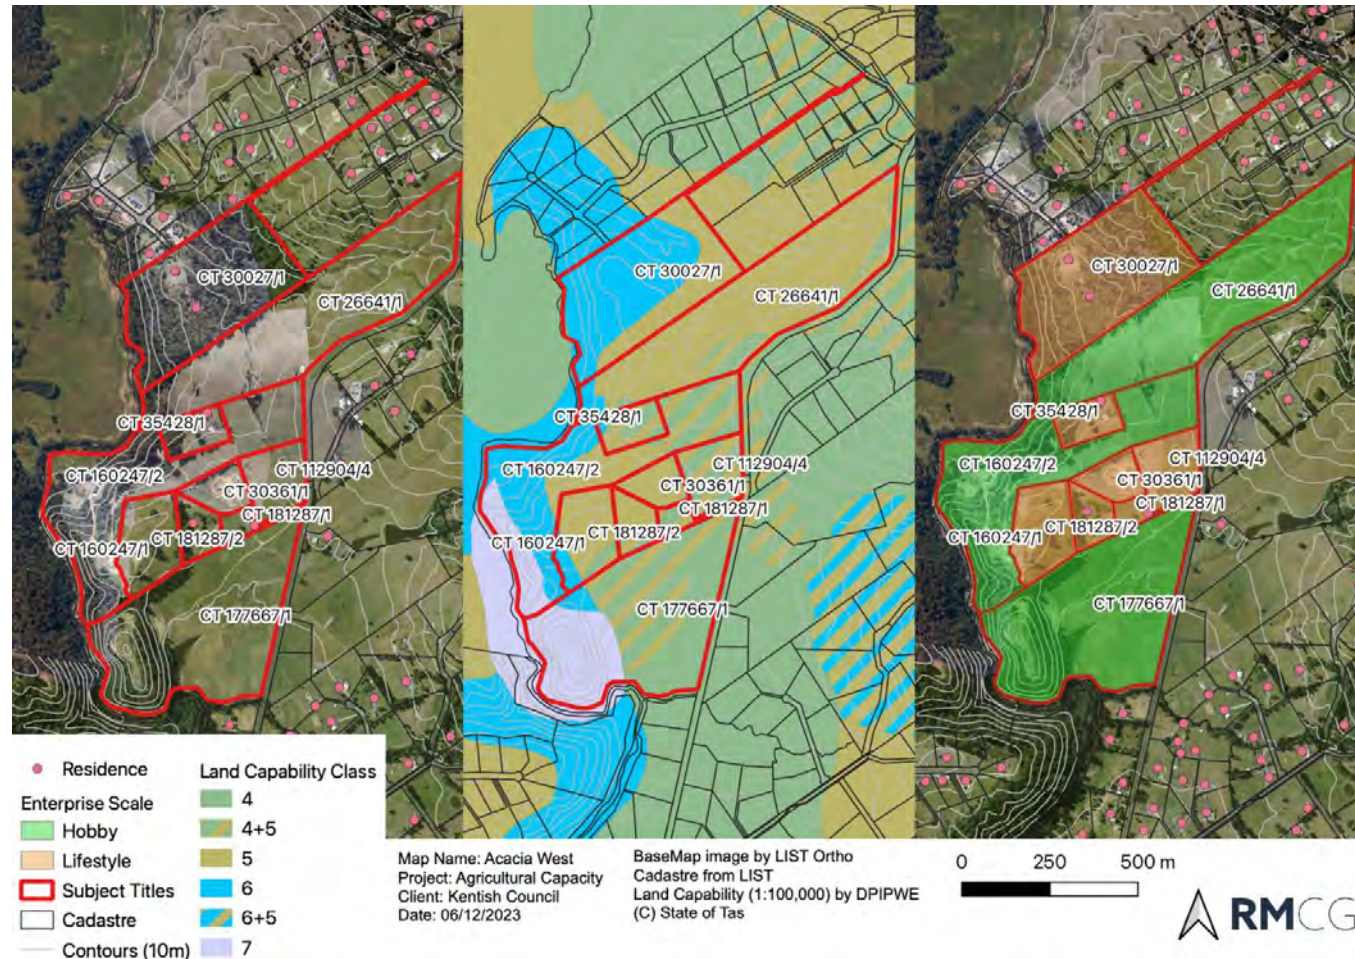 CT 30027/1
CT 26641/1
CT 35428/1
CT 160247/2
CT 112904/4
CT 30361/1
CT 181287/1
CT 181287/2
CT 160247/1
CT 177667/1
CT 30027/1
CT 26641/1
CT 35428/1
CT 160247/2
CT 112904/4
CT 30361/1
CT 181287/1
CT 181287/2
CT 160247/1
CT 177667/1
CT 30027/1
CT 26641/1
CT 35428/1
CT 160247/2
CT 112904/4
CT 30361/1
CT 181287/1
CT 181287/2
CT 160247/1
CT 177667/1
Residence
Enterprise Scale
Hobby
Lifestyle
Subject Titles
Cadastre
Contours (10m)
Land Capability Class
4
4+5
5
6
6+5
7
Map Name: Acacia West
Project: Agricultural Capacity
Client: Kentish Council
Date: 06/12/2023
BaseMap image by LIST Ortho
Cadastre from LIST
Land Capability (1:100,000) by DPIPWE
(C) State of Tas
0 250 500 m
RMCG